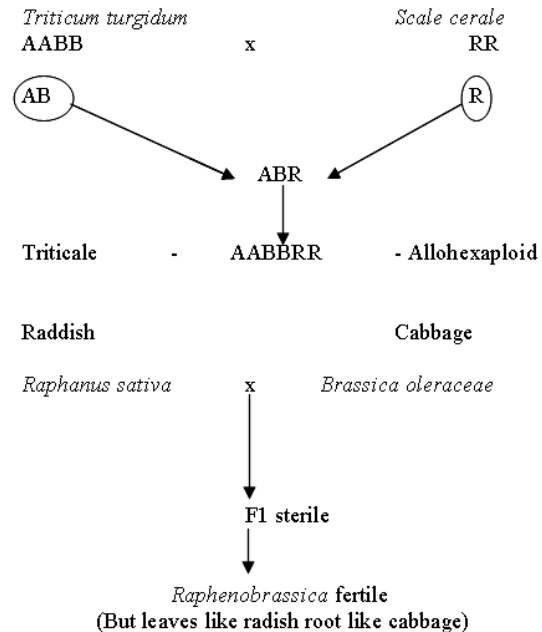 Triticum turgidum Scale cerale
AABB x RR
AB R
ABR
Triticale - AABBRR - Allohexaploid
Raddish Cabbage
Raphanus sativa x Brassica oleraceae
F1 sterile
Raphenobrassica fertile
(But leaves like radish root like cabbage)